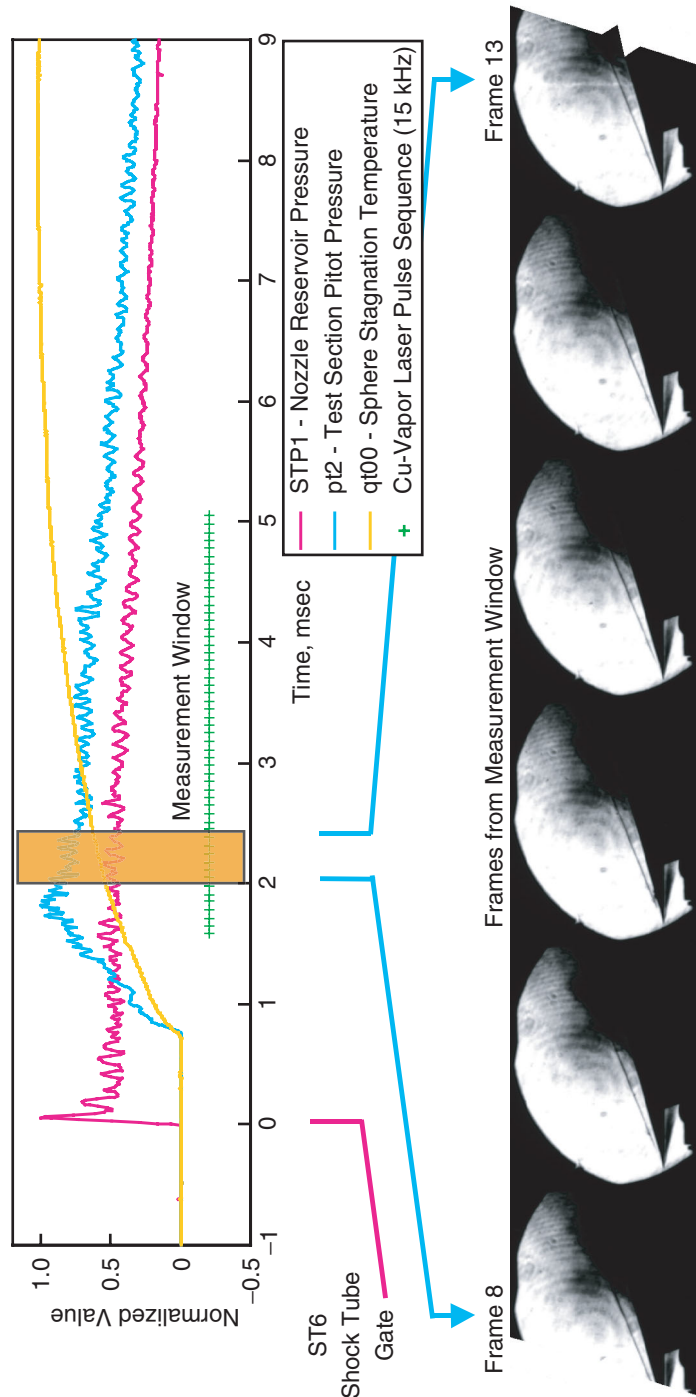 Normalized Value
1.0
0.5
0
−0.5
−1
0
1
2
3
4
5
6
7
8
9
Measurement Window
Time, msec
STP1 - Nozzle Reservoir Pressure
pt2 - Test Section Pitot Pressure
qt00 - Sphere Stagnation Temperature
Cu-Vapor Laser Pulse Sequence (15 kHz)
ST6
Shock Tube
Gate
Frame 8
Frames from Measurement Window
Frame 13